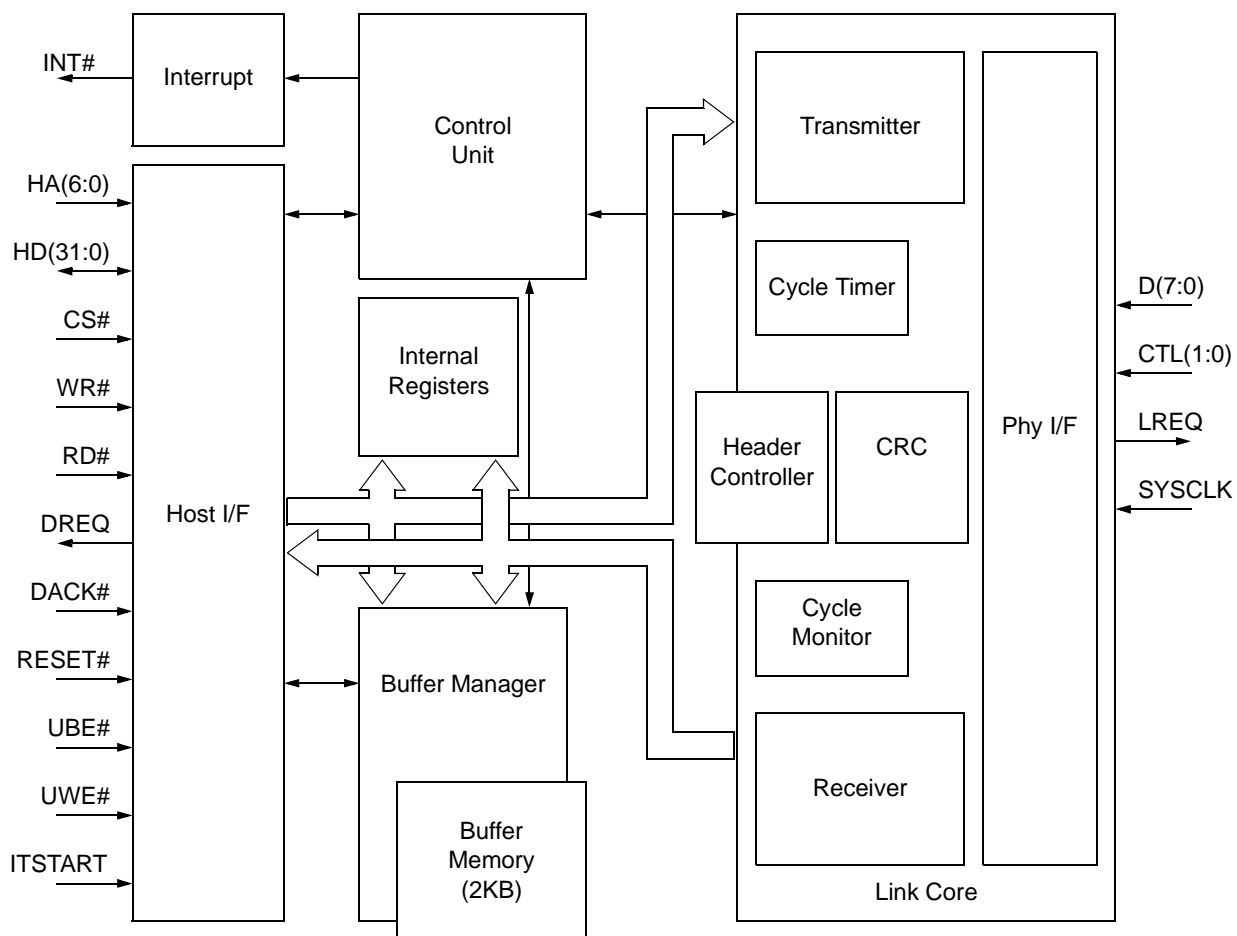 INT#
Interrupt
Control
Unit
Transmitter
HA(6:0)
HD(31:0)
CS#
WR#
RD#
DREQ
DACK#
RESET#
UBE#
UWE#
ITSTART
Host I/F
Internal
Registers
Buffer Manager
Buffer
Memory
(2KB)
Cycle Timer
Header
Controller
CRC
Cycle
Monitor
Receiver
Link Core
Phy I/F
D(7:0)
CTL(1:0)
LREQ
SYSCLK